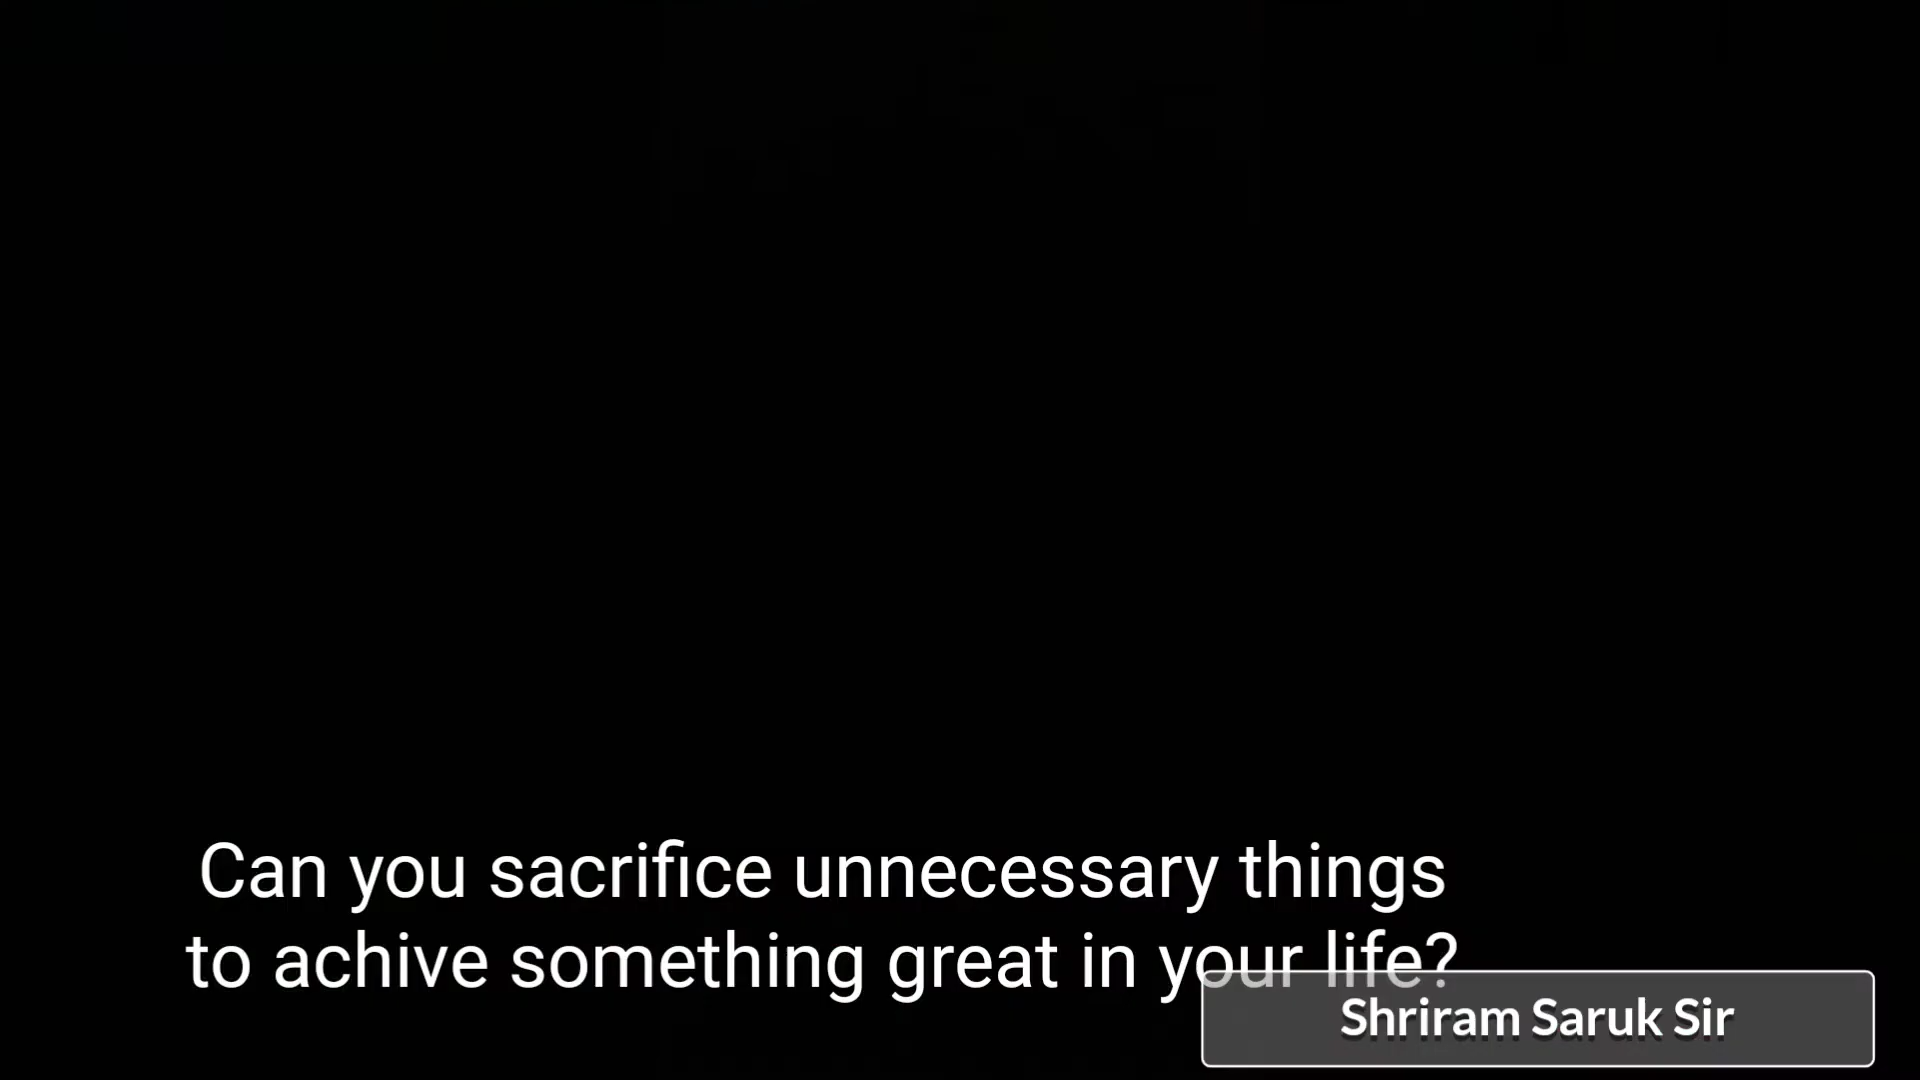 Can you sacrifice unnecessary things
to achive something great in your life?
Shriram Saruk Sir